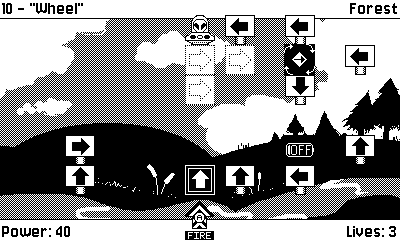 10 - "Wheel"
Forest
OFF
A
FIRE
Power: 40
Lives: 3